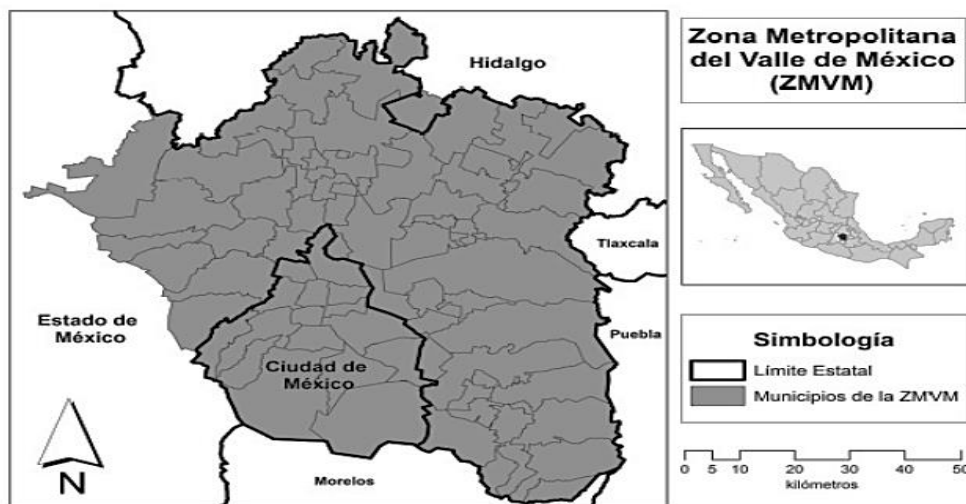 Hidalgo
Tlaxcala
Estado de
México
Puebla
Ciudad de
México
Morelos
N
Zona Metropolitana
del Valle de México
(ZMVM)
Simbología
Límite Estatal
Municipios de la ZMVM
0 5 10 20 30 40 50
kilómetros